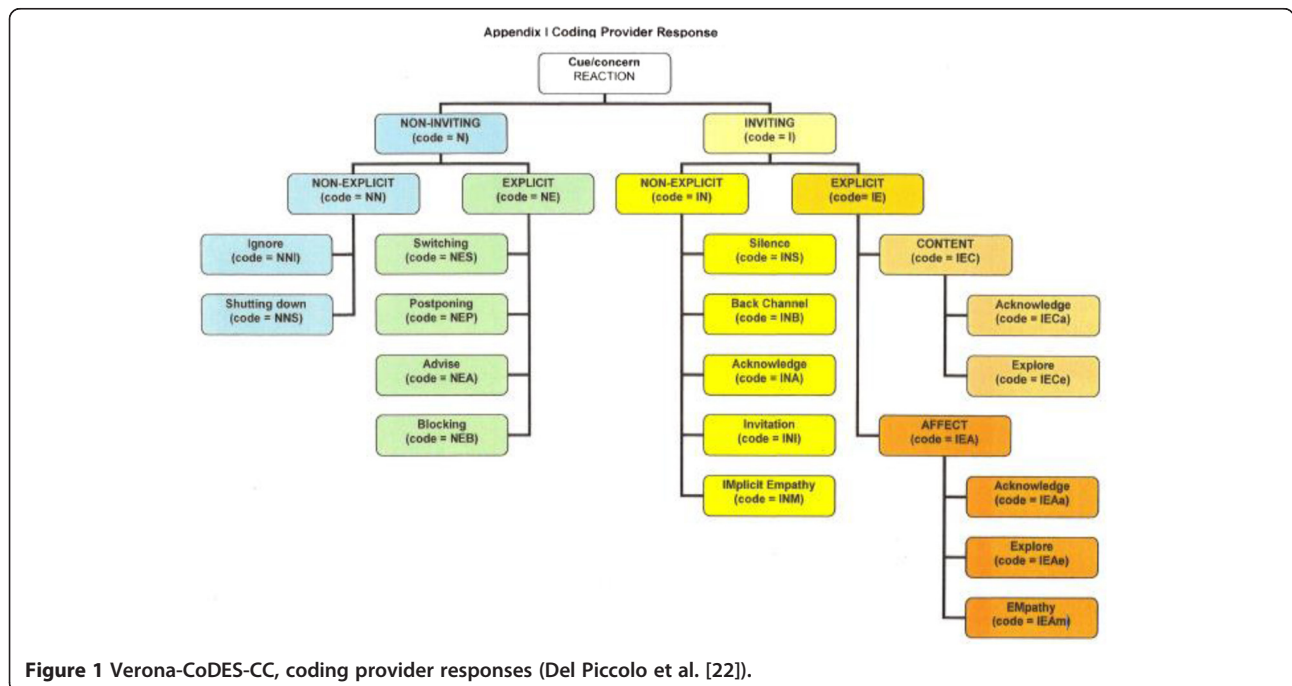 Appendix I Coding Provider Response
Cue/concern
REACTION
NON-INVITING
(code = N)
INVITING
(code = I)
NON-EXPLICIT
(code = NN)
EXPLICIT
(code = NE)
NON-EXPLICIT
(code = IN)
EXPLICIT
(code= IE)
Ignore
(code = NNI)
Shutting down
(code = NNS)
Switching
(code = NES)
Postponing
(code = NEP)
Advise
(code = NEA)
Blocking
(code = NEB)
Silence
(code = INS)
Back Channel
(code = INB)
Acknowledge
(code = INA)
Invitation
(code = INI)
IMplicit Empathy
(code = INM)
CONTENT
(code = IEC)
Acknowledge
(code = IECa)
Explore
(code = IECe)
AFFECT
(code = IEA)
Acknowledge
(code = IEAa)
Explore
(code = IEAe)
EMpathy
(code = IEAm)
Figure 1 Verona-CoDES-CC, coding provider responses (Del Piccolo et al. [22]).